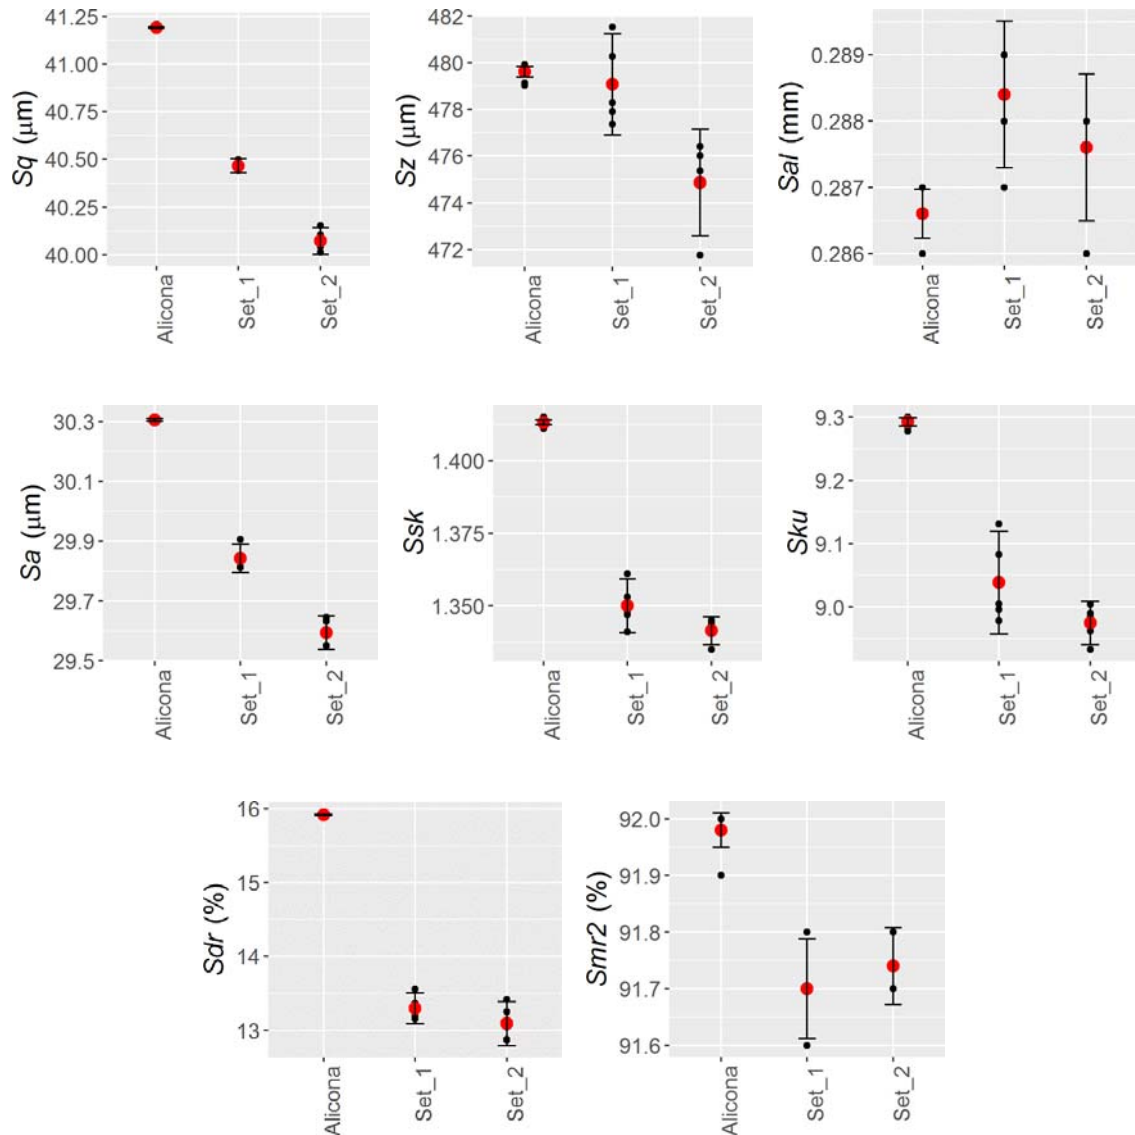 Sq (μm)
41.25
41.00
40.75
40.50
40.25
40.00
Alicona
Set_1
Set_2
Sz (μm)
482
480
478
476
474
472
Alicona
Set_1
Set_2
Sal (mm)
0.289
0.288
0.287
0.286
Alicona
Set_1
Set_2
Sa (μm)
30.3
30.1
29.9
29.7
29.5
Alicona
Set_1
Set_2
Ssk
1.400
1.375
1.350
Alicona
Set_1
Set_2
Sku
9.3
9.2
9.1
9.0
Alicona
Set_1
Set_2
Sdr (%)
16
15
14
13
Alicona
Set_1
Set_2
Smr2 (%)
92.0
91.9
91.8
91.7
91.6
Alicona
Set_1
Set_2